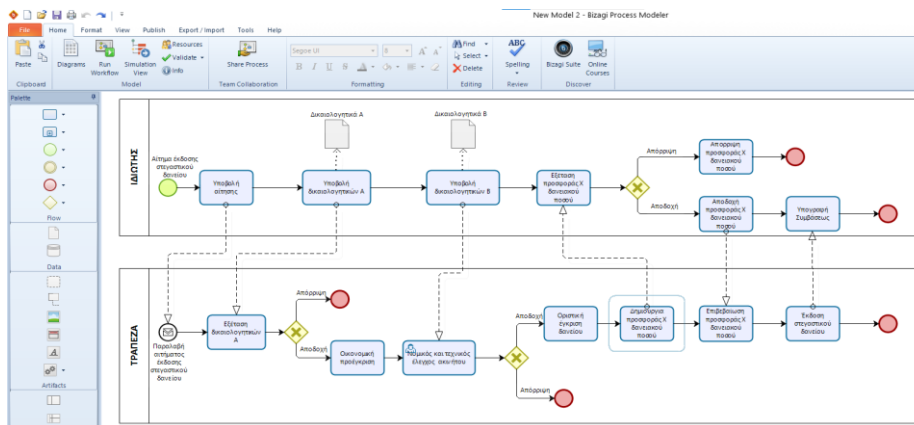 New Model 2 - Bizagi Process Modeler
File Home Format View Publish Export / Import Tools Help
Paste
Diagrams
Run
Workflow
Simulation
View
Resources
Validate
Info
Share Process
Segoe UI
8
B I U S
Find
Select
Delete
ABC
Spelling
Bizagi Suite
Online
Courses
Clipboard Model Team Collaboration Formatting Editing Review Discover
Palette
Flow
Data
Artifacts
ΙΔΙΩΤΗΣ
Αίτημα έκδοσης
στεγαστικού
δανείου
Υποβολή
αίτησης
Δικαιολογητικά Α
Υποβολή
δικαιολογητικών Α
Δικαιολογητικά Β
Υποβολή
δικαιολογητικών Β
Εξέταση
προσφοράς Χ
δανειακού
ποσού
Απόρριψη
Απόρριψη
προσφοράς Χ
δανειακού
ποσού
Αποδοχή
Αποδοχή
προσφοράς Χ
δανειακού
ποσού
Υπογραφή
Συμβάσεως
ΤΡΑΠΕΖΑ
Παραλαβή
αιτήματος
έκδοσης
στεγαστικού
δανείου
Εξέταση
δικαιολογητικών
Α
Απόρριψη
Αποδοχή
Οικονομική
προέγκριση
Νομικός και τεχνικός
έλεγχος ακινήτου
Αποδοχή
Απόρριψη
Οριστική
έγκριση
δανείου
Δημιουργία
προσφοράς Χ
δανειακού
ποσού
Επιβεβαίωση
προσφοράς Χ
δανειακού
ποσού
Έκδοση
στεγαστικού
δανείου